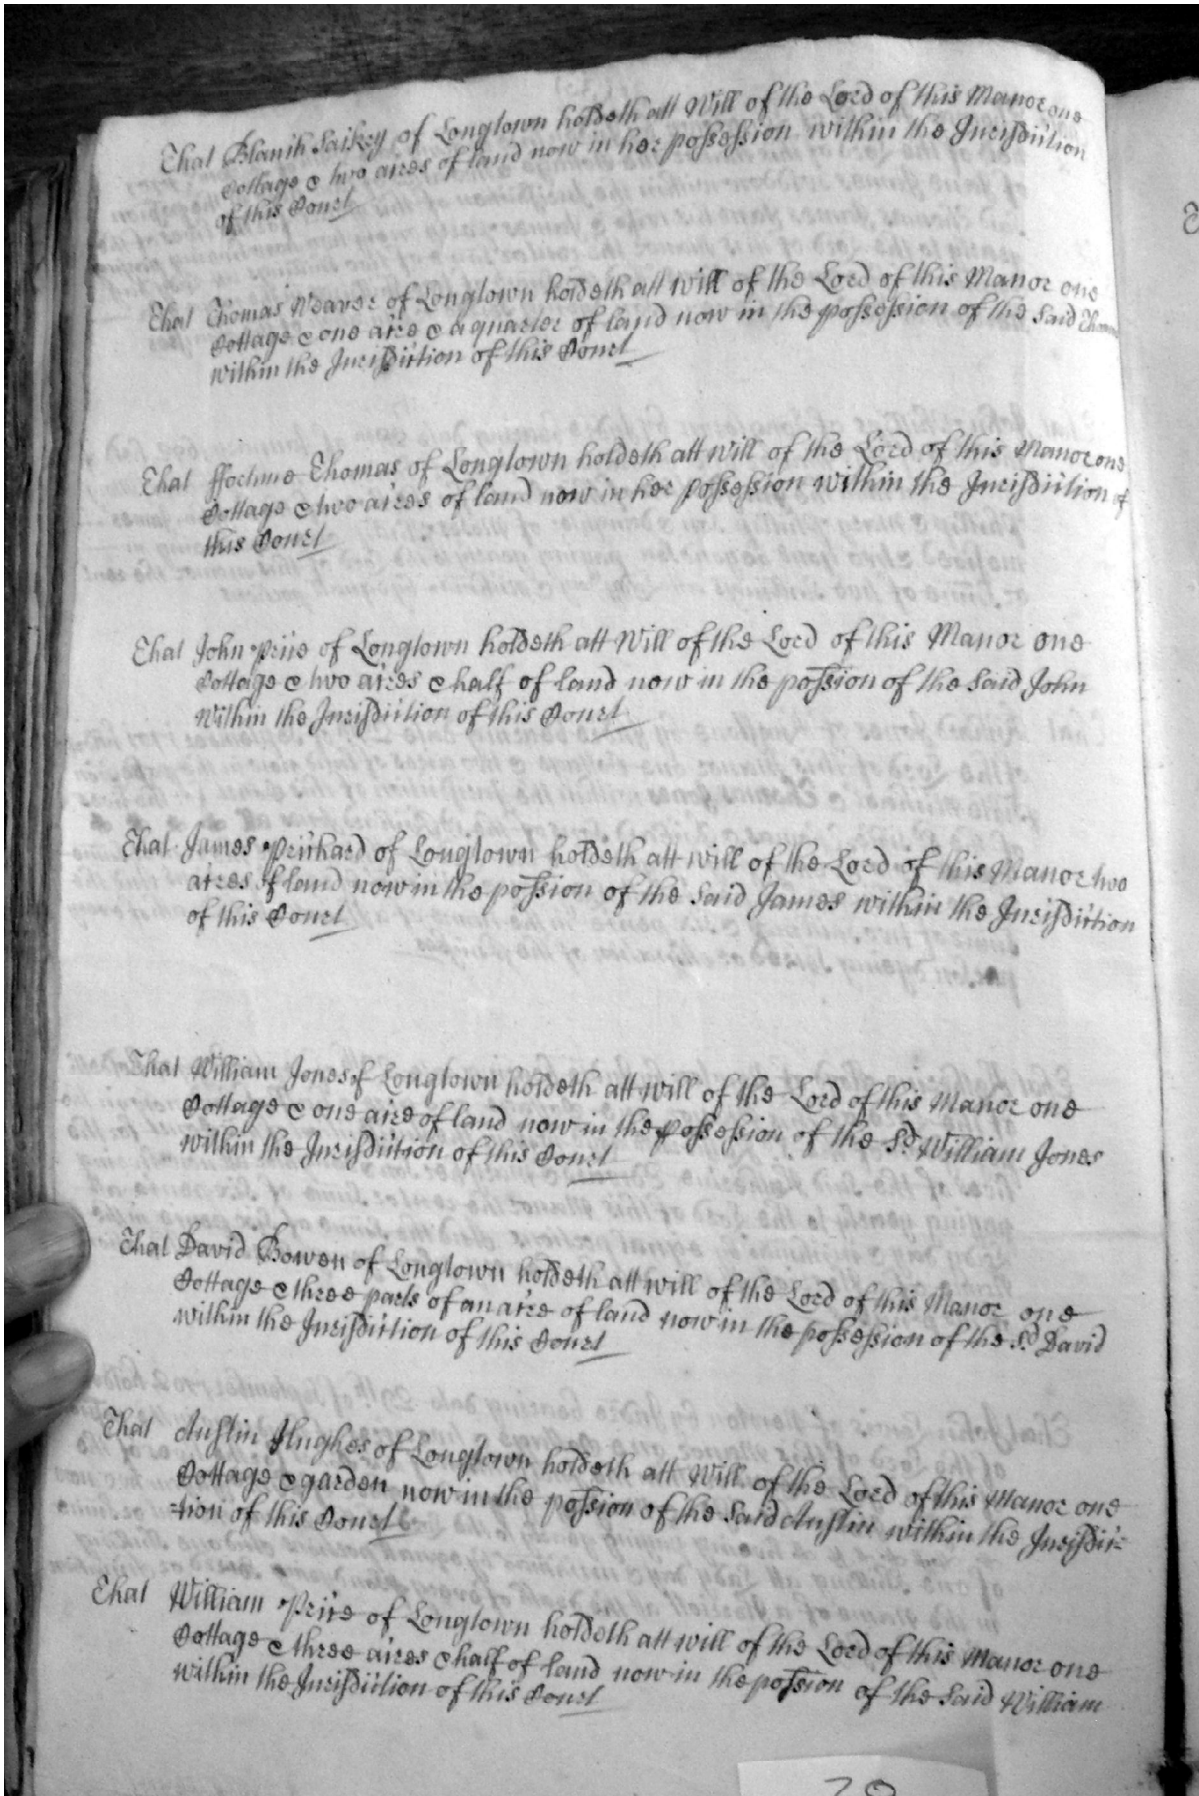 That Blanch Saikey of Longtown holdeth att Will of the Lord of this Manor one
Cottage & two acres of land now in her possession within the Jurisdiction
of this Court
That Thomas Weaver of Longtown holdeth att will of the Lord of this Manor one
Cottage & one acre & a quarter of land now in the possession of the said Thomas
within the Jurisdiction of this Court
That ffortune Thomas of Longtown holdeth att will of the Lord of this Manor one
Cottage & two acres of land now in her possession within the Jurisdiction of
this Court
That John Price of Longtown holdeth att Will of the Lord of this Manor one
Cottage & two acres & half of land now in the possion of the said John
Within the Jurisdiction of this Court
That James Prichard of Longtown holdeth att will of the Lord of this Manor two
acres of land now in the possion of the said James within the Jurisdiction
of this Court
That William Jones of Longtown holdeth att will of the Lord of this Manor one
Cottage & one acre of land now in the possession of the Sd. William Jones
within the Jurisdiction of this Court
That David Bowen of Longtown holdeth att will of the Lord of this Manor one
Cottage & three parts of an acre of land now in the possession of the Sd. David
within the Jurisdiction of this Court
That Austin Hughes of Longtown holdeth att Will of the Lord of this Manor one
Cottage & garden now in the possion of the said Austin within the Jurisdic=
=tion of this Court
That William Price of Longtown holdeth att will of the Lord of this Manor one
Cottage & three acres & half of land now in the possion of the said William
within the Jurisdiction of this Court